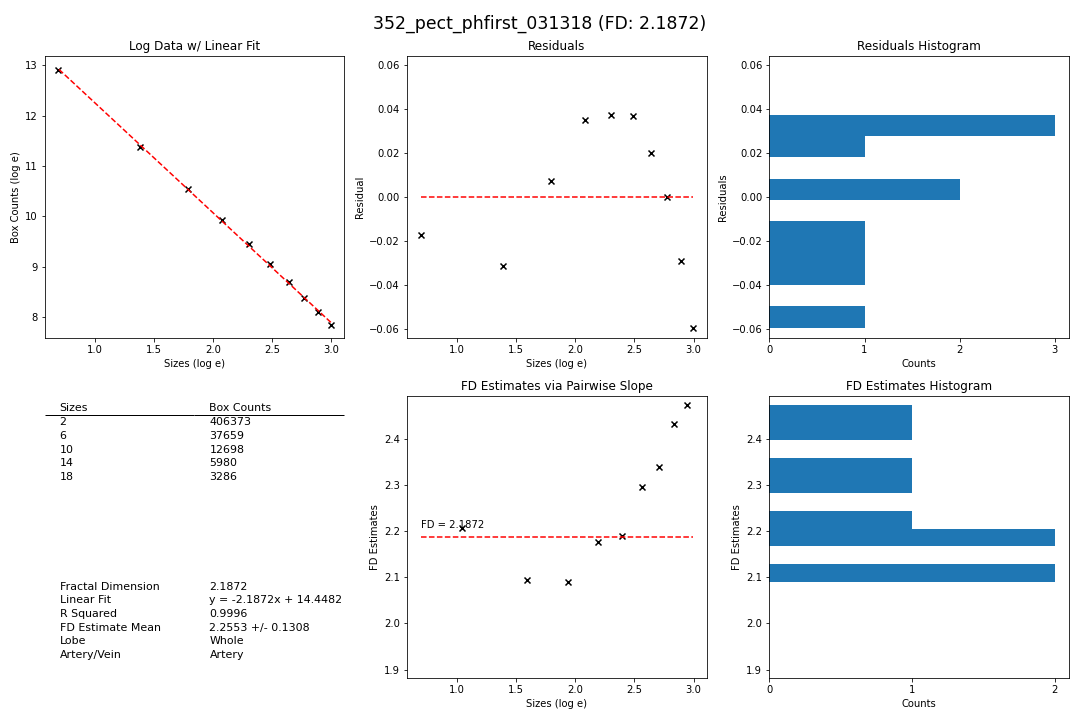 352_pect_phfirst_031318 (FD: 2.1872)
Log Data w/ Linear Fit
Box Counts (log e)
13
12
11
10
9
8
1.0 1.5 2.0 2.5 3.0
Sizes (log e)
Residuals
Residual
0.06
0.04
0.02
0.00
−0.02
−0.04
−0.06
1.0 1.5 2.0 2.5 3.0
Sizes (log e)
Residuals Histogram
Residuals
0.06
0.04
0.02
0.00
−0.02
−0.04
−0.06
0 1 2 3
Counts
Sizes Box Counts
2 406373
6 37659
10 12698
14 5980
18 3286
Fractal Dimension 2.1872
Linear Fit y = -2.1872x + 14.4482
R Squared 0.9996
FD Estimate Mean 2.2553 +/- 0.1308
Lobe Whole
Artery/Vein Artery
FD Estimates via Pairwise Slope
FD Estimates
2.4
2.3
2.2
2.1
2.0
1.9
FD = 2.1872
1.0 1.5 2.0 2.5 3.0
Sizes (log e)
FD Estimates Histogram
FD Estimates
2.4
2.3
2.2
2.1
2.0
1.9
0 1 2
Counts